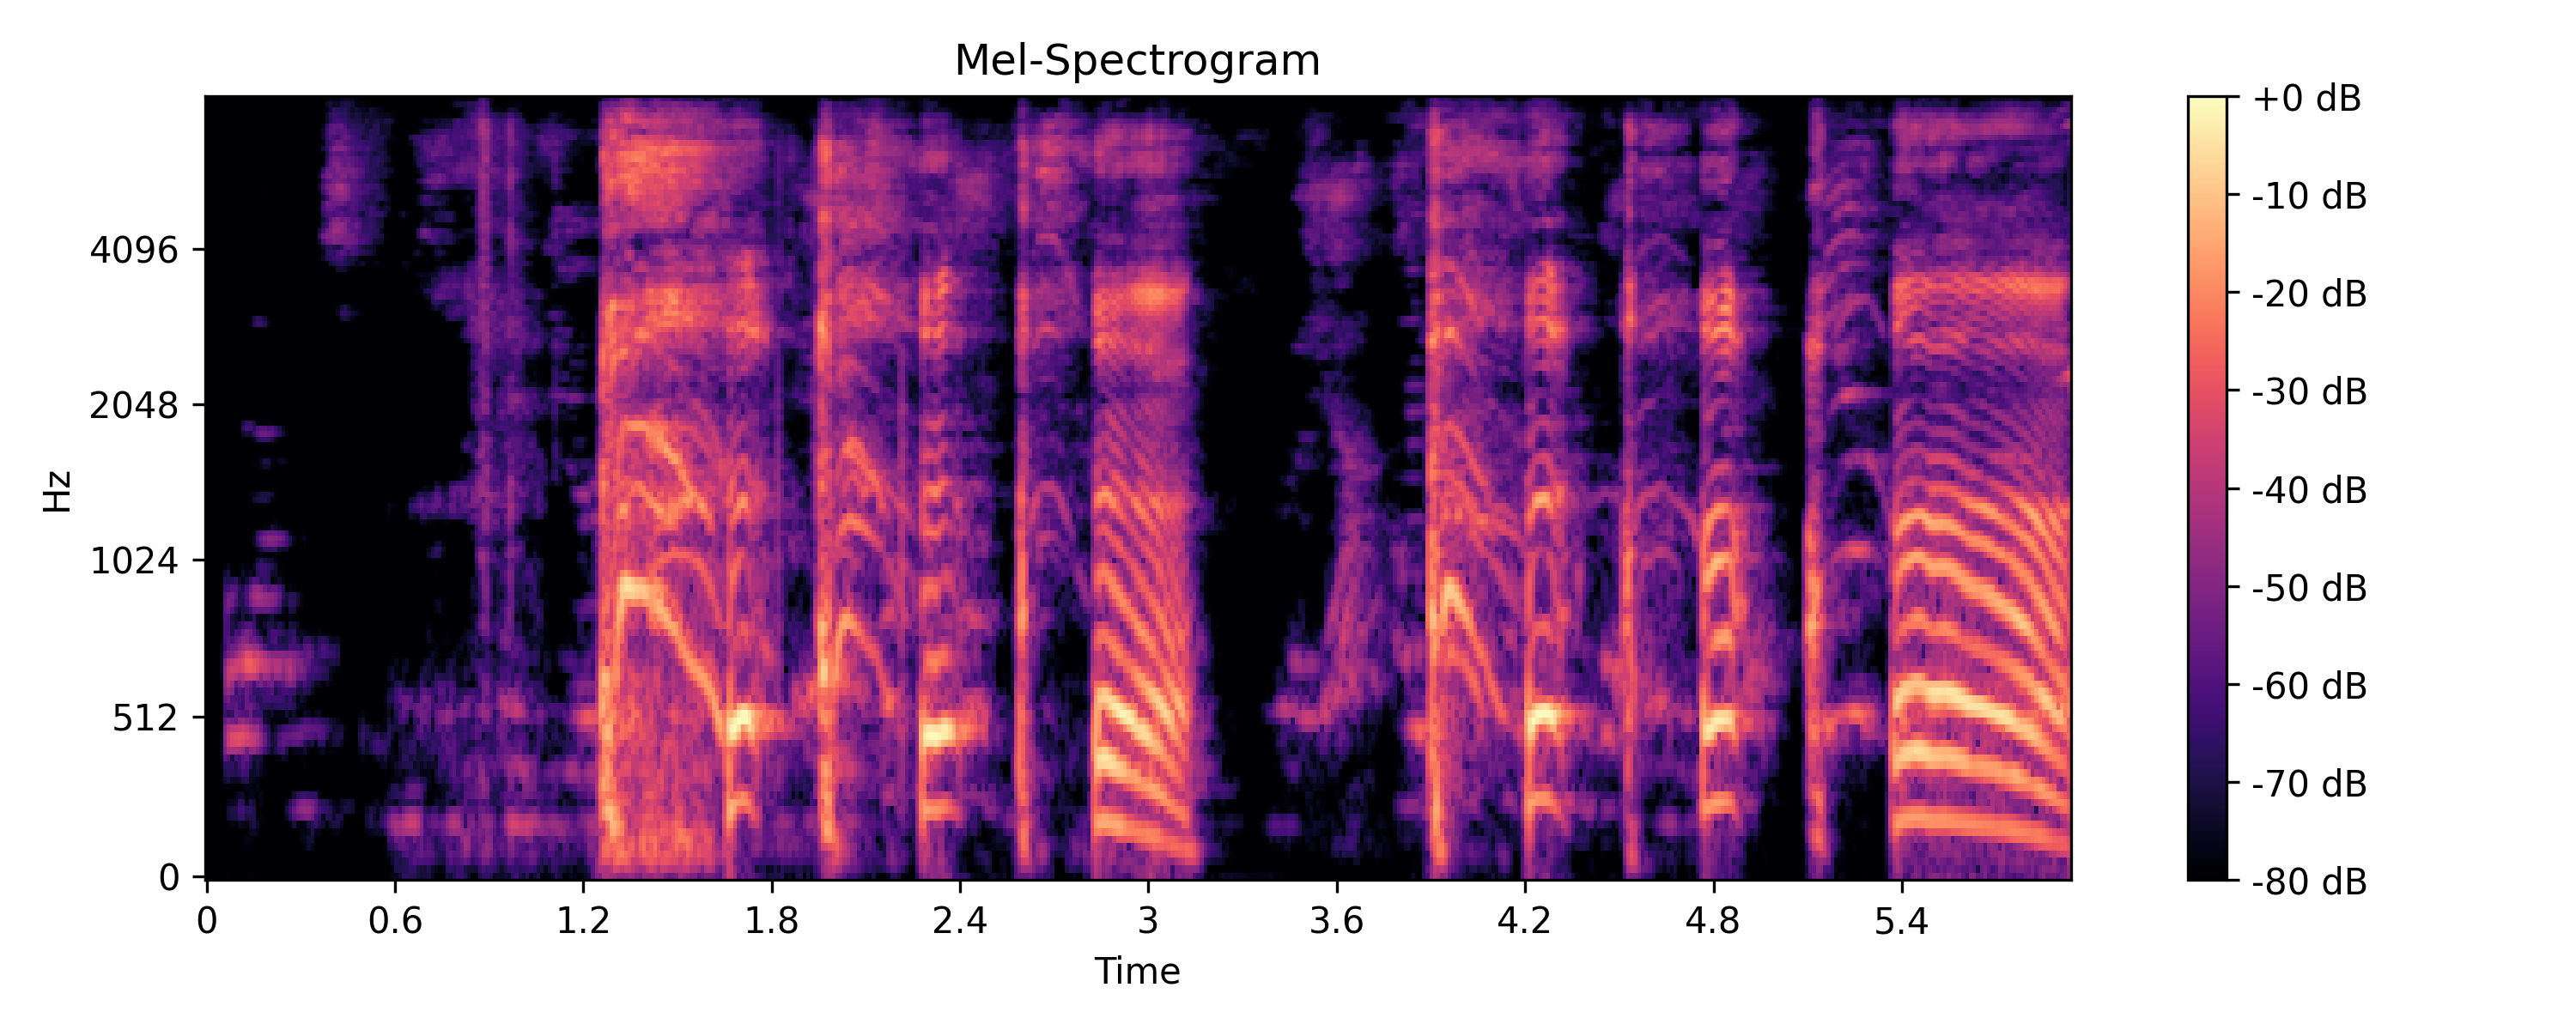 Mel-Spectrogram
Hz
4096
2048
1024
512
0
0 0.6 1.2 1.8 2.4 3 3.6 4.2 4.8 5.4
Time
+0 dB
-10 dB
-20 dB
-30 dB
-40 dB
-50 dB
-60 dB
-70 dB
-80 dB